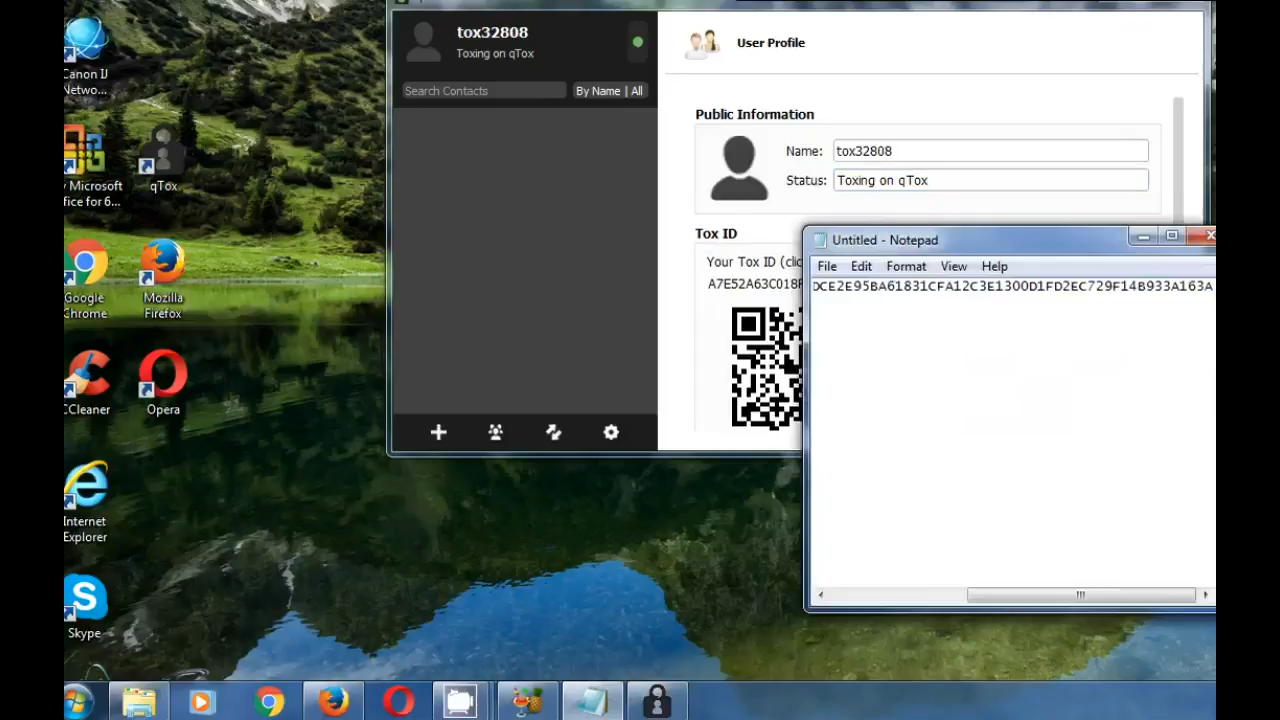 Canon IJ
Netwo...
Microsoft
ffice for 6...
qTox
Google
Chrome
Mozilla
Firefox
CCleaner
Opera
Internet
Explorer
Skype
tox32808
Toxing on qTox
Search Contacts
By Name | All
User Profile
Public Information
Name: tox32808
Status: Toxing on qTox
Tox ID
Your Tox ID (clic
A7E52A63C018F
Untitled - Notepad
File Edit Format View Help
DCE2E95BA61831CFA12C3E1300D1FD2EC729F14B933A163A